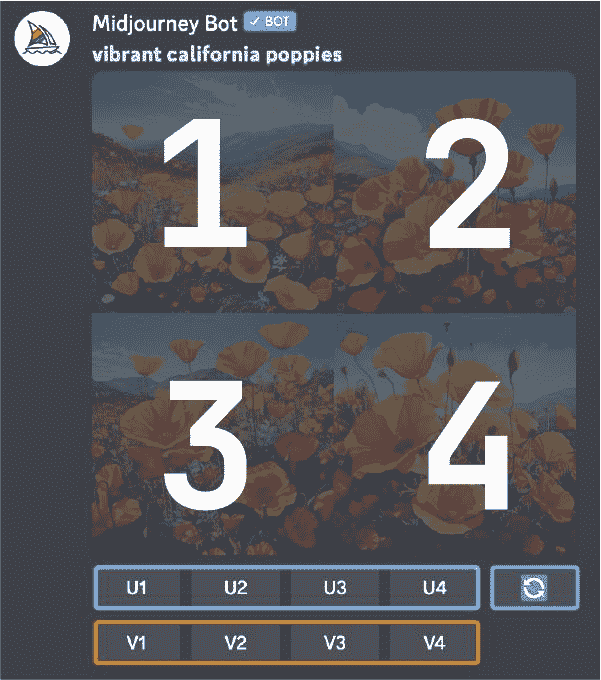 Midjourney Bot ✓ BOT
vibrant california poppies
1 2
3 4
U1 U2 U3 U4
V1 V2 V3 V4